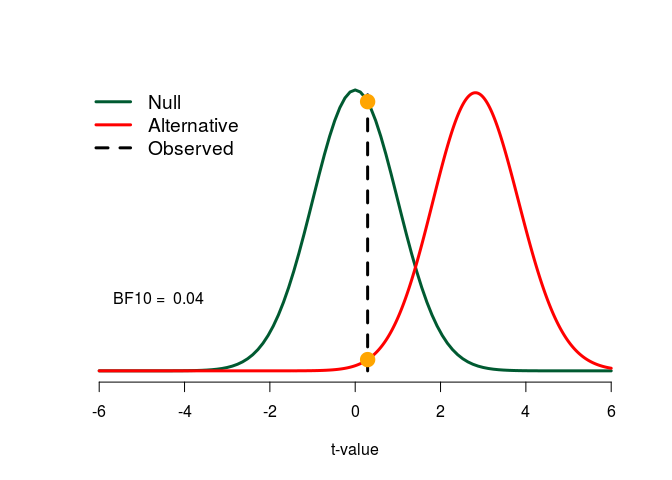 Null
Alternative
Observed
BF10 = 0.04
-6 -4 -2 0 2 4 6
t-value